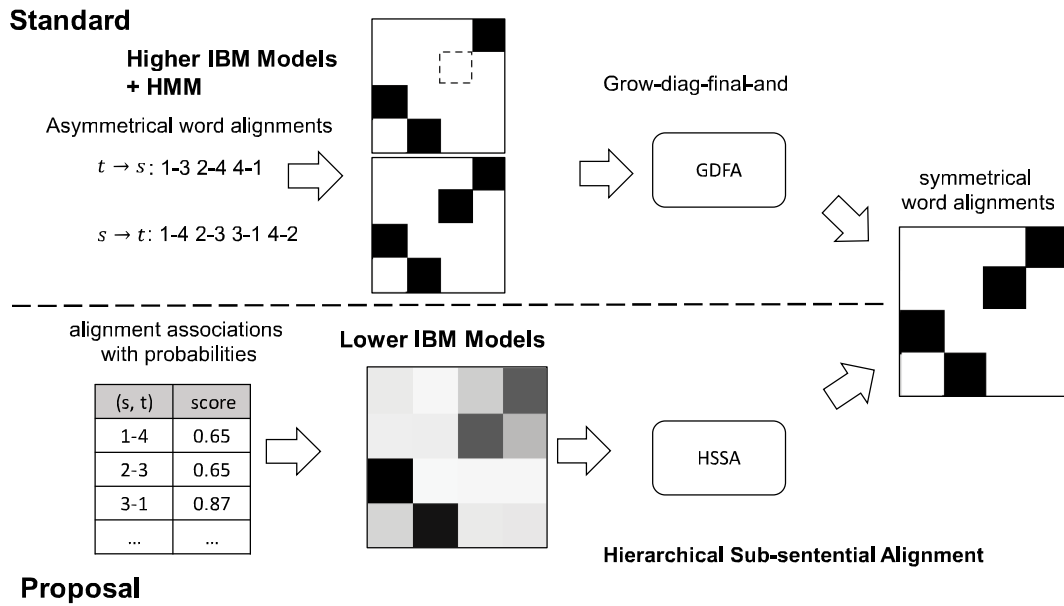 Standard
Higher IBM Models
+ HMM
Asymmetrical word alignments
t → s: 1-3 2-4 4-1
s → t: 1-4 2-3 3-1 4-2
Grow-diag-final-and
GDFA
symmetrical
word alignments
alignment associations
with probabilities
(s, t) score
1-4 0.65
2-3 0.65
3-1 0.87
... ...
Lower IBM Models
HSSA
Hierarchical Sub-sentential Alignment
Proposal